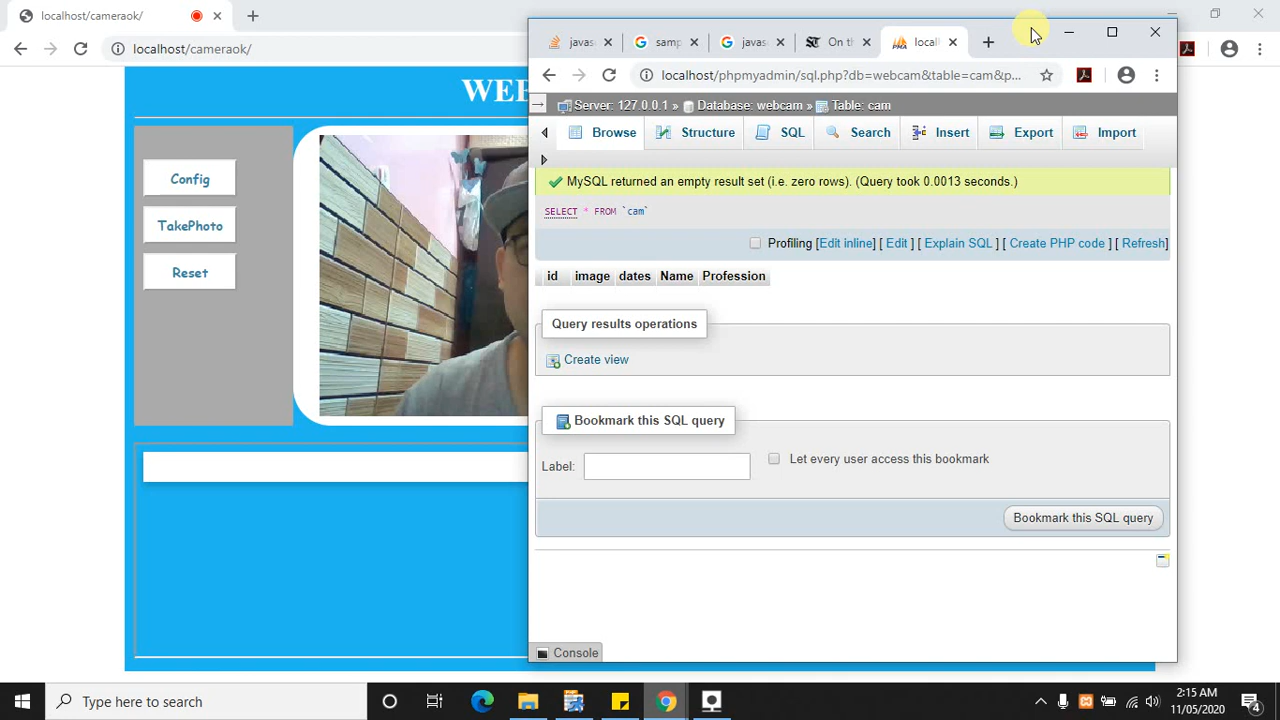 localhost/cameraok/
localhost/cameraok/
WEB
Config
TakePhoto
Reset
javas
samp
javas
On th
locall
localhost/phpmyadmin/sql.php?db=webcam&table=cam&p...
Server: 127.0.0.1 » Database: webcam » Table: cam
Browse Structure SQL Search Insert Export Import
MySQL returned an empty result set (i.e. zero rows). (Query took 0.0013 seconds.)
SELECT * FROM `cam`
Profiling [Edit inline] [ Edit ] [ Explain SQL ] [ Create PHP code ] [ Refresh]
id image dates Name Profession
Query results operations
Create view
Bookmark this SQL query
Label:
Let every user access this bookmark
Bookmark this SQL query
Console
Type here to search
2:15 AM
11/05/2020
4